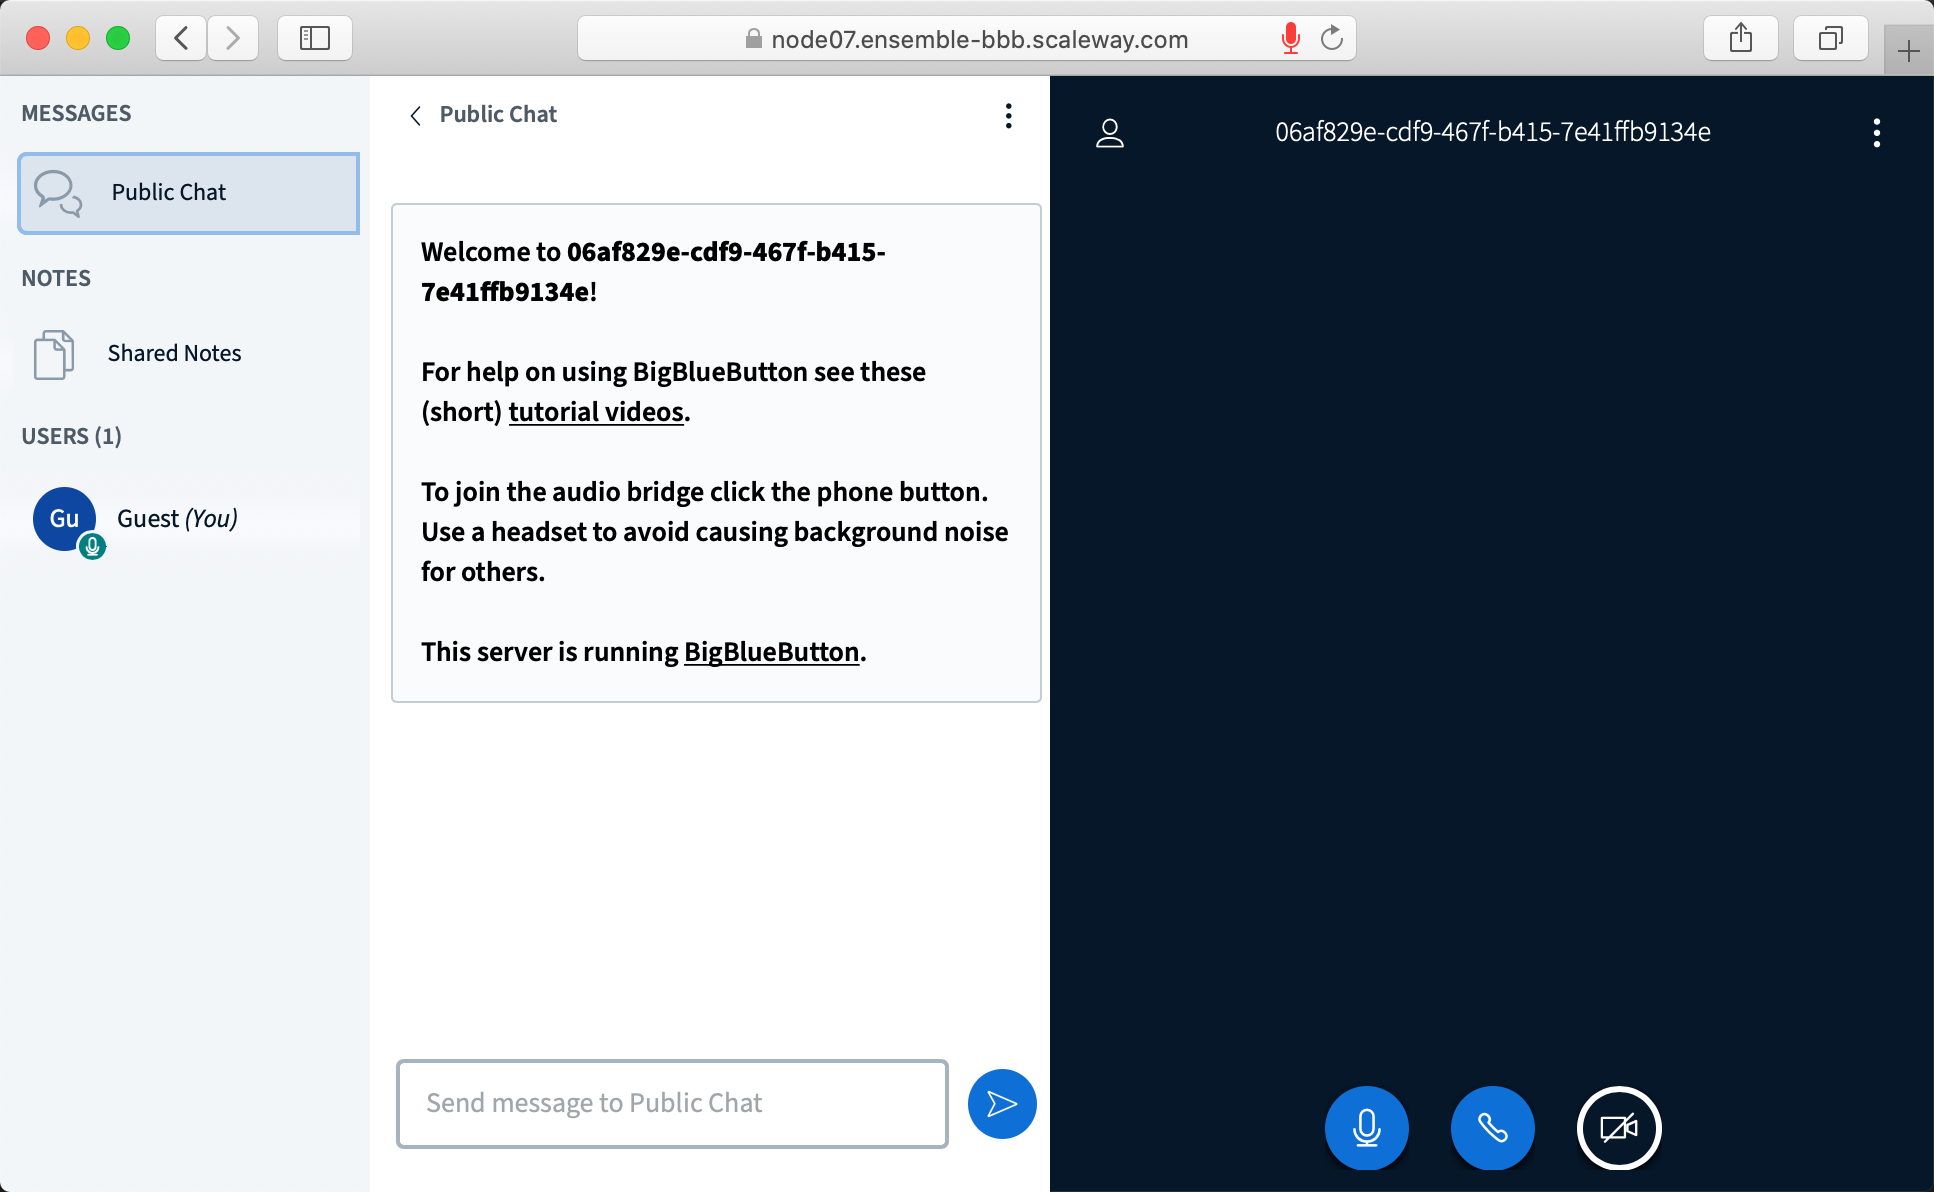 node07.ensemble-bbb.scaleway.com
MESSAGES
Public Chat
NOTES
Shared Notes
USERS (1)
Gu
Guest (You)
Public Chat
Welcome to 06af829e-cdf9-467f-b415-
7e41ffb9134e!
For help on using BigBlueButton see these
(short) tutorial videos.
To join the audio bridge click the phone button.
Use a headset to avoid causing background noise
for others.
This server is running BigBlueButton.
Send message to Public Chat
06af829e-cdf9-467f-b415-7e41ffb9134e